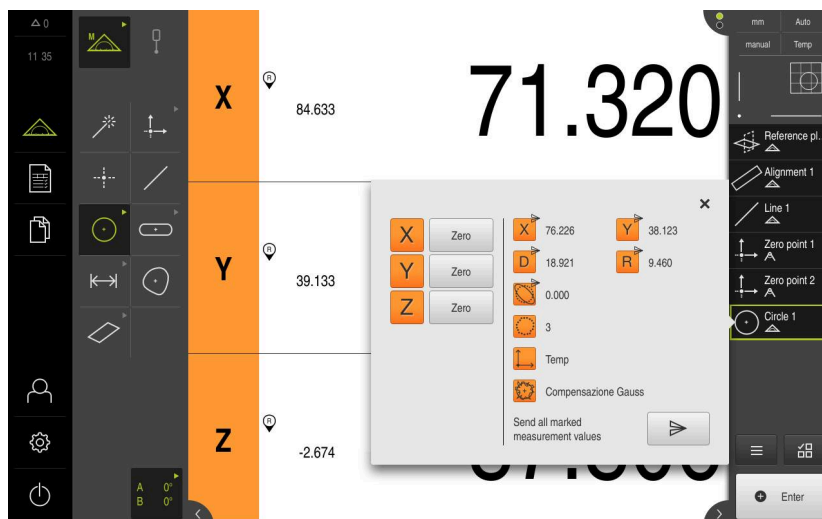 0
11 35
M
A 0°
B 0°
X
R
84.633
71.320
Y
R
39.133
Z
R
-2.674
X Zero
Y Zero
Z Zero
X 76.226 Y 38.123
D 18.921 R 9.460
0.000
3
Temp
Compensazione Gauss
Send all marked
measurement values
mm Auto
manual Temp
Reference pl.
Alignment 1
Line 1
Zero point 1
Zero point 2
Circle 1
Enter